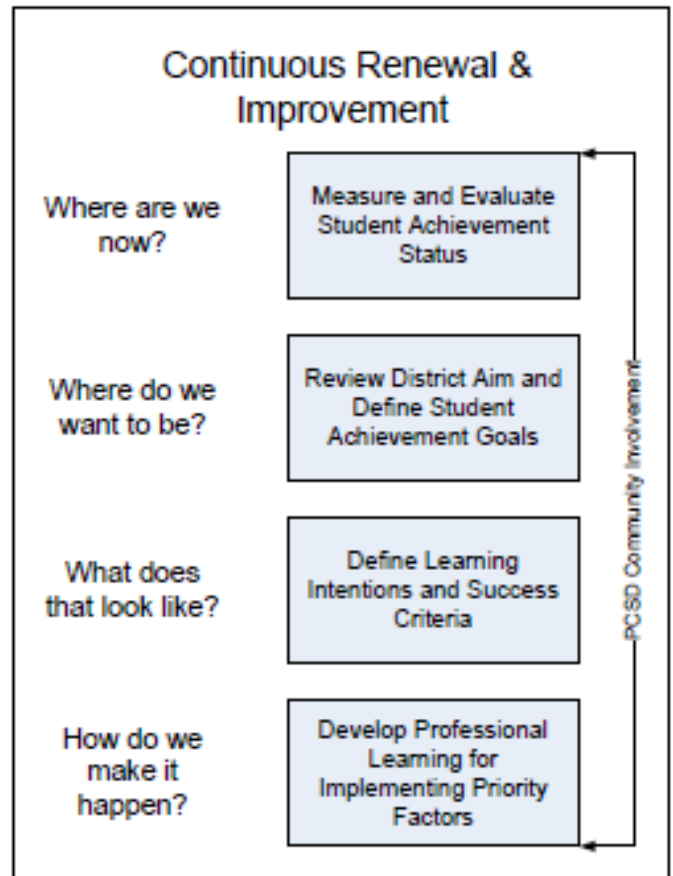 Continuous Renewal &
Improvement
Where are we
now?
Measure and Evaluate
Student Achievement
Status
Where do we
want to be?
Review District Aim and
Define Student
Achievement Goals
What does
that look like?
Define Learning
Intentions and Success
Criteria
How do we
make it
happen?
Develop Professional
Learning for
Implementing Priority
Factors
PCSD Community Involvement